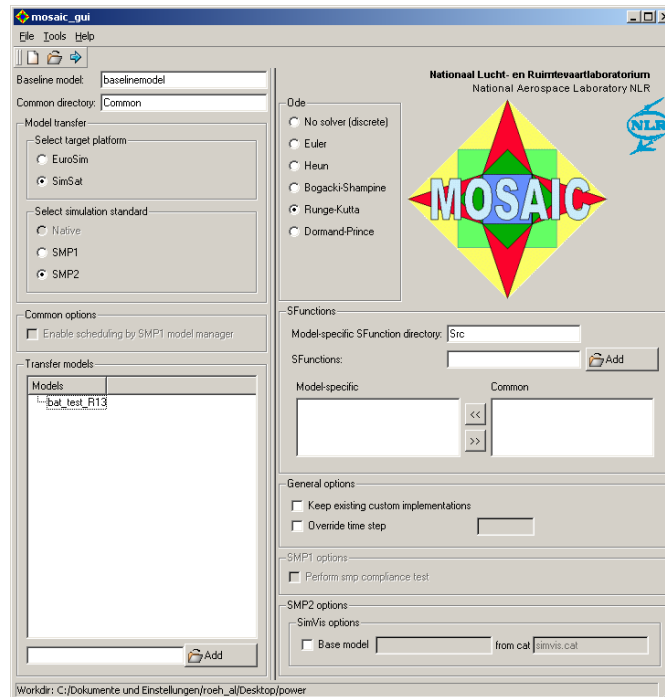 mosaic_gui
File Tools Help
Baseline model: baselinemodel
Common directory: Common
Model transfer
Select target platform
EuroSim
SimSat
Select simulation standard
Native
SMP1
SMP2
Common options
Enable scheduling by SMP1 model manager
Transfer models
Models
bat_test_R13
Add
Nationaal Lucht- en Ruimtevaartlaboratorium
National Aerospace Laboratory NLR
NLR
Ode
No solver (discrete)
Euler
Heun
Bogacki-Shampine
Runge-Kutta
Dormand-Prince
MOSAIC
SFunctions
Model-specific SFunction directory: Src
SFunctions: Add
Model-specific Common
<<
>>
General options
Keep existing custom implementations
Override time step
SMP1 options
Perform smp compliance test
SMP2 options
SimVis options
Base model from cat simvis.cat
Workdir: C:/Dokumente und Einstellungen/roeh_al/Desktop/power